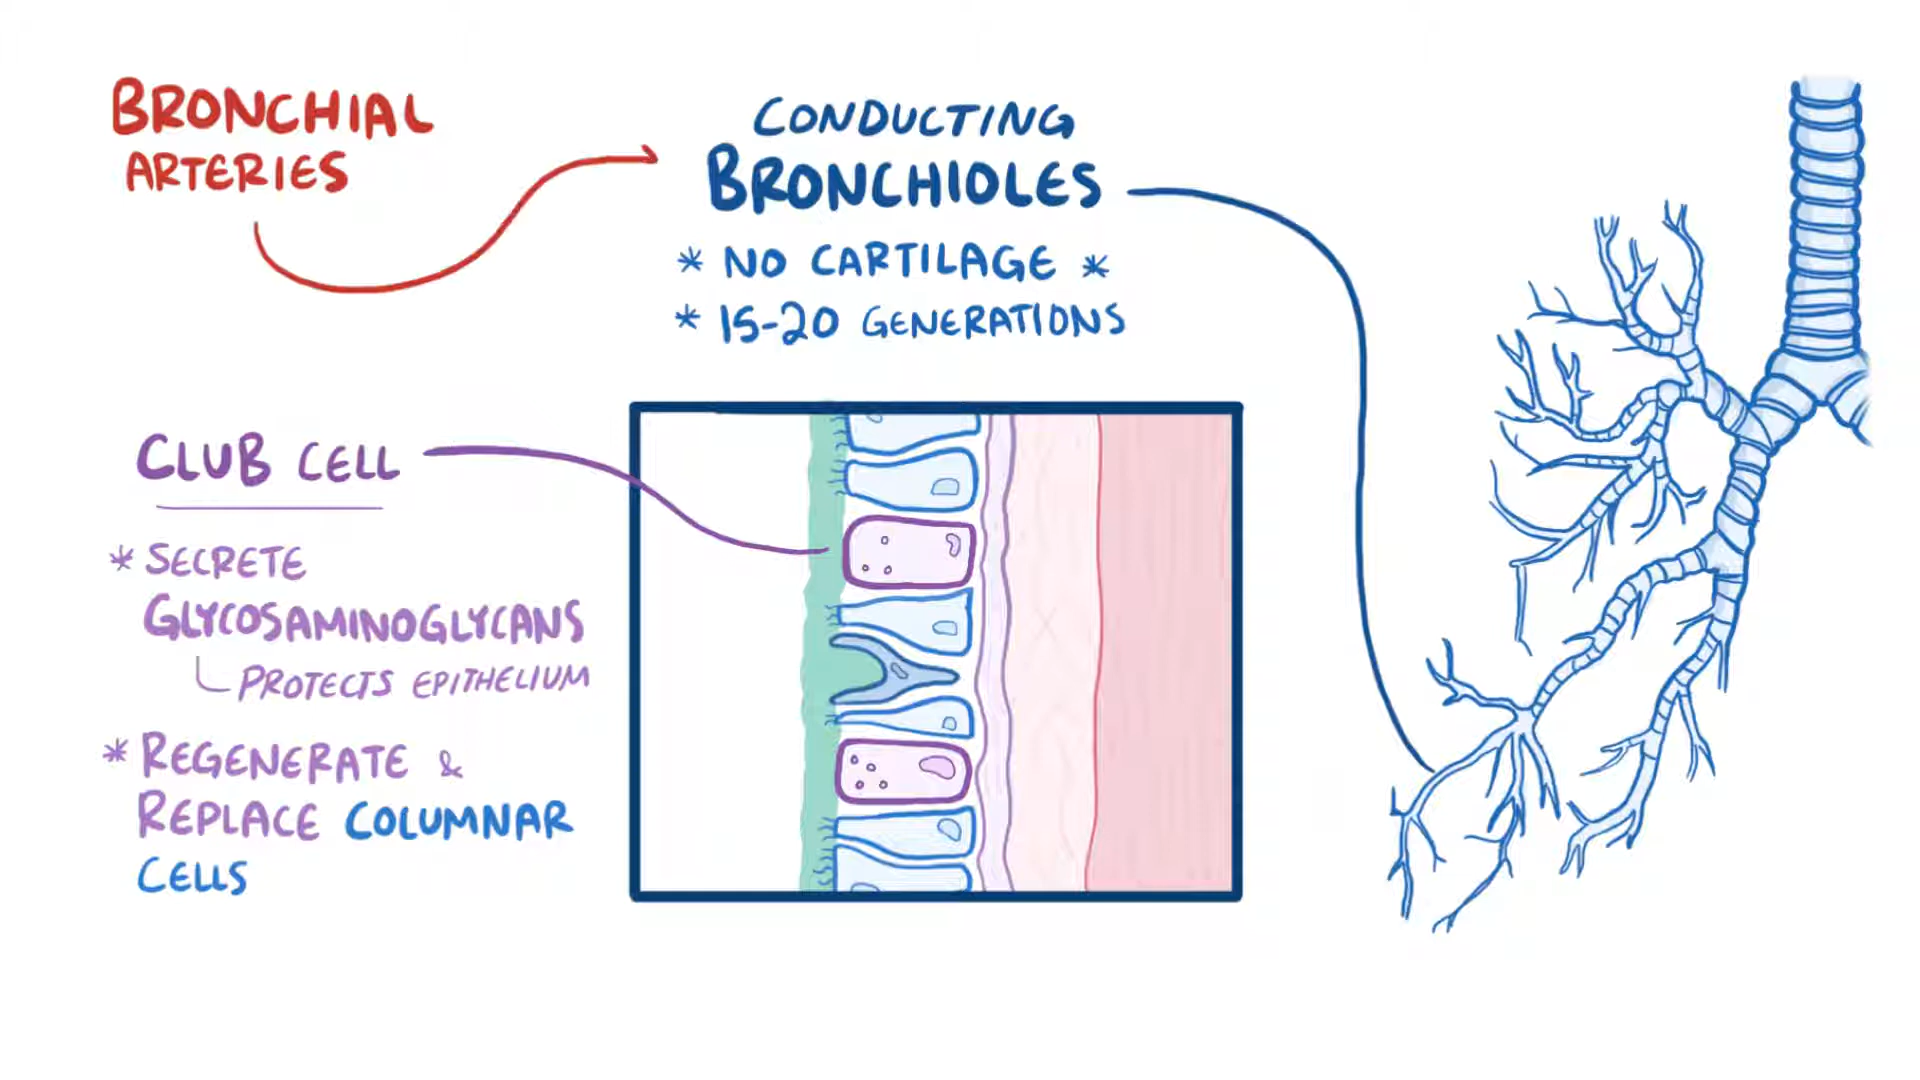 BRONCHIAL
ARTERIES
CONDUCTING
BRONCHIOLES
* NO CARTILAGE *
* 15-20 GENERATIONS
CLUB CELL
* SECRETE
GLYCOSAMINOGLYCANS
PROTECTS EPITHELIUM
* REGENERATE &
REPLACE COLUMNAR
CELLS